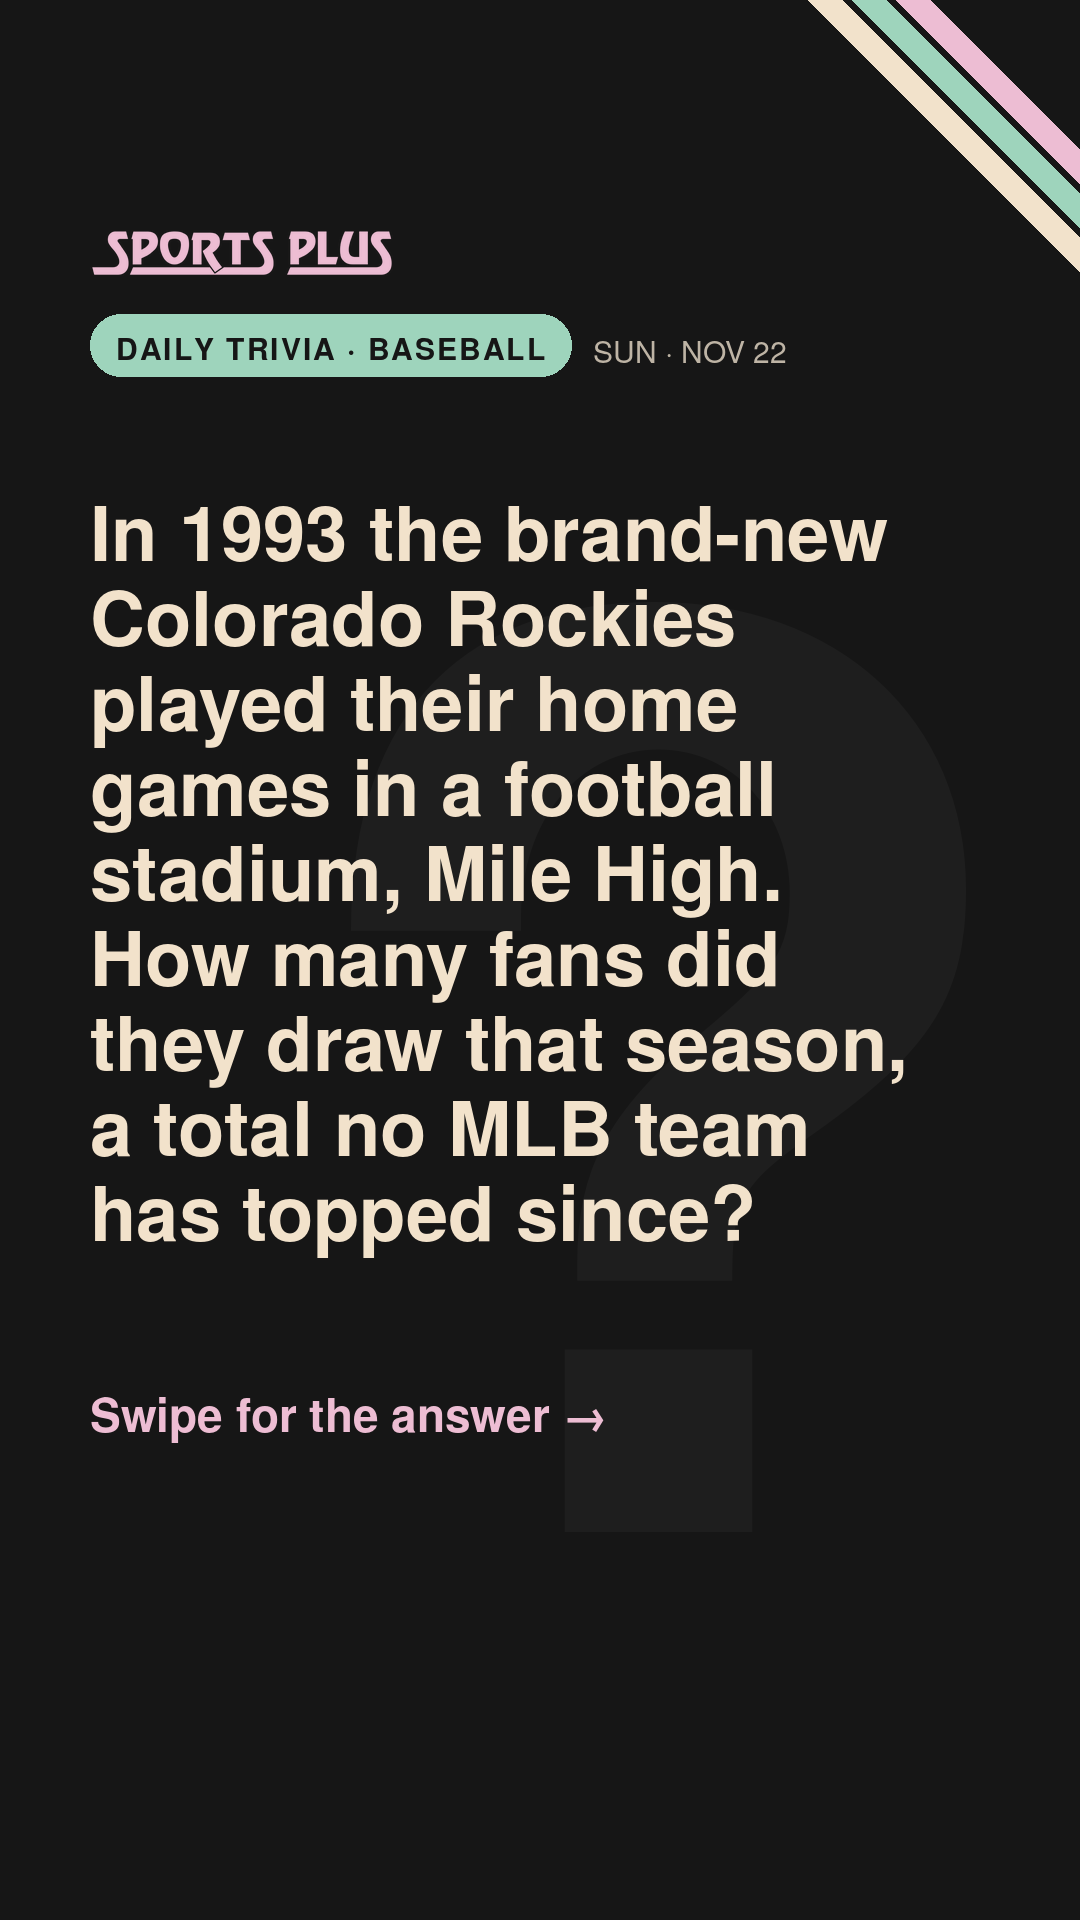 SPORTS PLUS
DAILY TRIVIA · BASEBALL
SUN · NOV 22
In 1993 the brand-new
Colorado Rockies
played their home
games in a football
stadium, Mile High.
How many fans did
they draw that season,
a total no MLB team
has topped since?
Swipe for the answer →
?